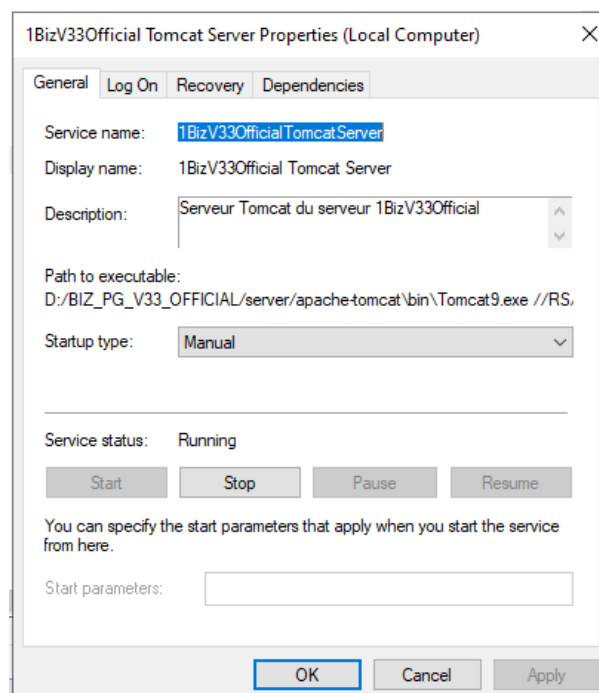 1BizV33Official Tomcat Server Properties (Local Computer)
General Log On Recovery Dependencies
Service name: 1BizV33OfficialTomcatServer
Display name: 1BizV33Official Tomcat Server
Description: Serveur Tomcat du serveur 1BizV33Official
Path to executable:
D:/BIZ_PG_V33_OFFICIAL/server/apache-tomcat\bin\Tomcat9.exe //RS/
Startup type: Manual
Service status: Running
Start Stop Pause Resume
You can specify the start parameters that apply when you start the service
from here.
Start parameters:
OK Cancel Apply